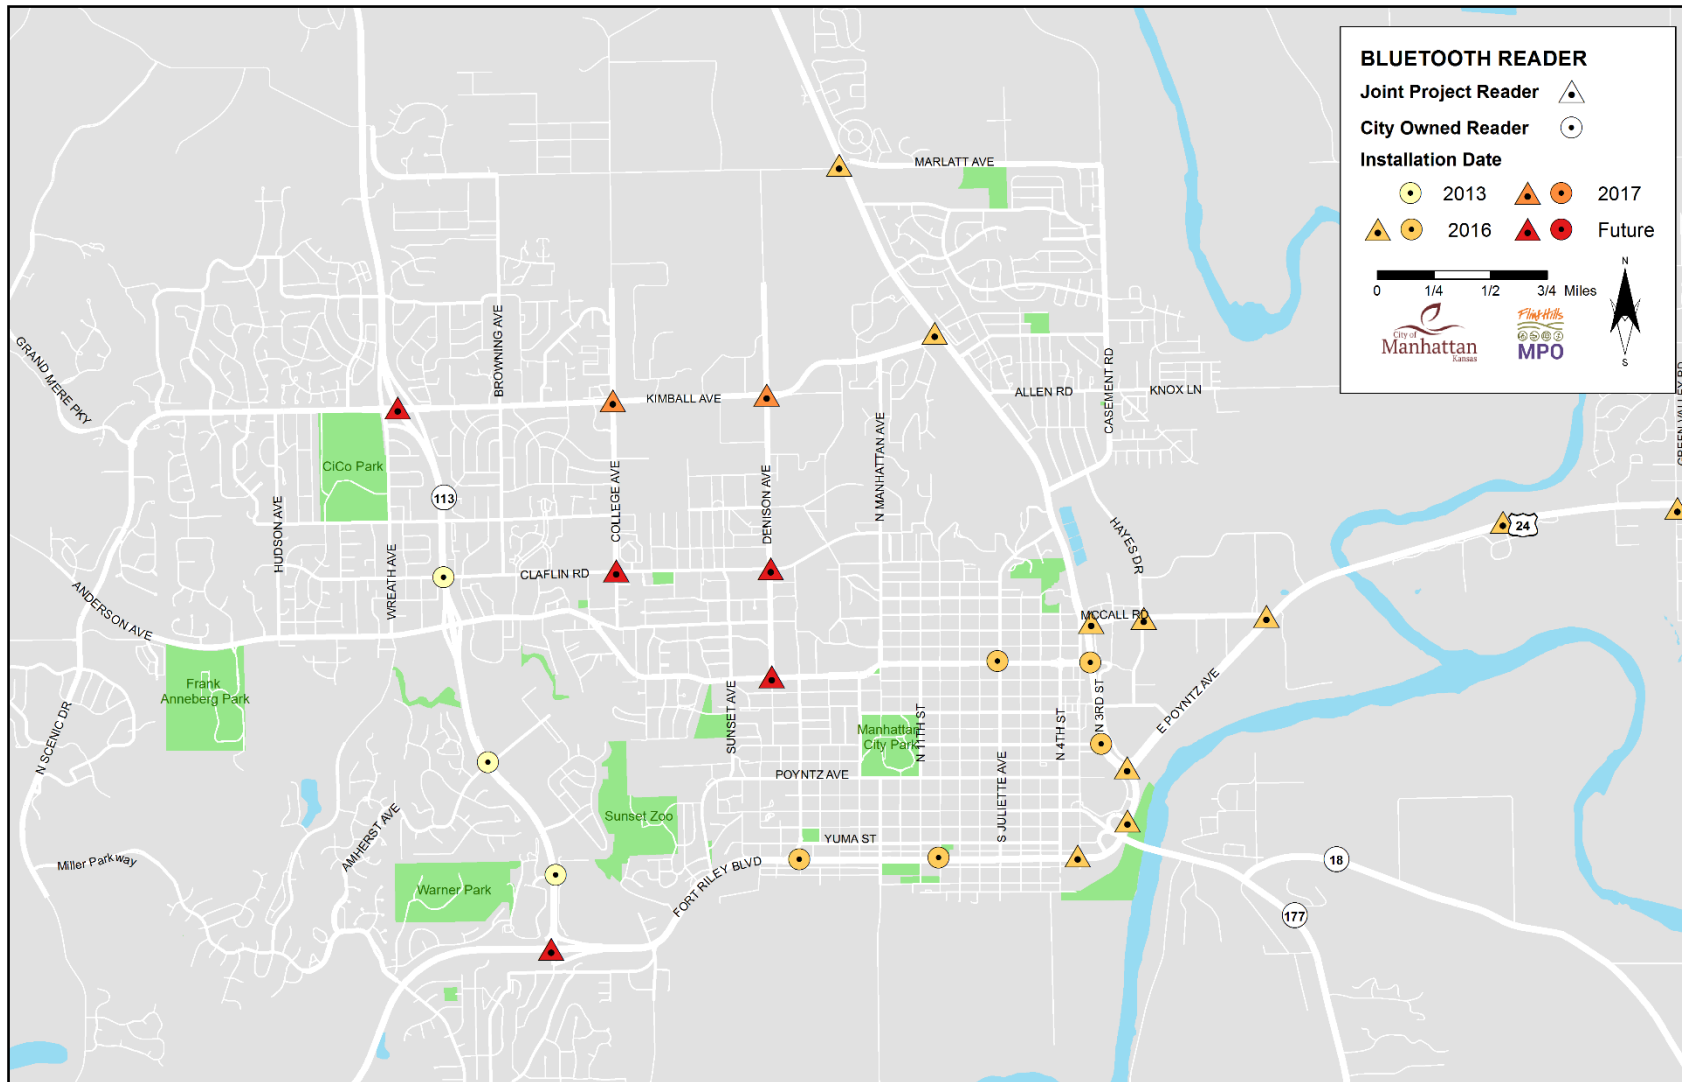 BLUETOOTH READER
Joint Project Reader
City Owned Reader
Installation Date
2013
2017
2016
Future
0 1/4 1/2 3/4 Miles
N
S
City of
Manhattan
Kansas
Flint Hills
MPO
MARLATT AVE
GRAND MERE PKY
BROWNING AVE
KIMBALL AVE
ALLEN RD
CASEMENT RD
KNOX LN
GREEN VALLEY RD
CiCo Park
113
HUDSON AVE
COLLEGE AVE
DENISON AVE
N MANHATTAN AVE
HAYES DR
24
WREATH AVE
CLAFLIN RD
ANDERSON AVE
MCCALL RD
Frank
Anneberg Park
N SCENIC DR
SUNSET AVE
Manhattan
City Park
N 11TH ST
N 4TH ST
N 3RD ST
E POYNTZ AVE
POYNTZ AVE
S JULIETTE AVE
Sunset Zoo
YUMA ST
AMHERST AVE
Miller Parkway
Warner Park
FORT RILEY BLVD
18
177